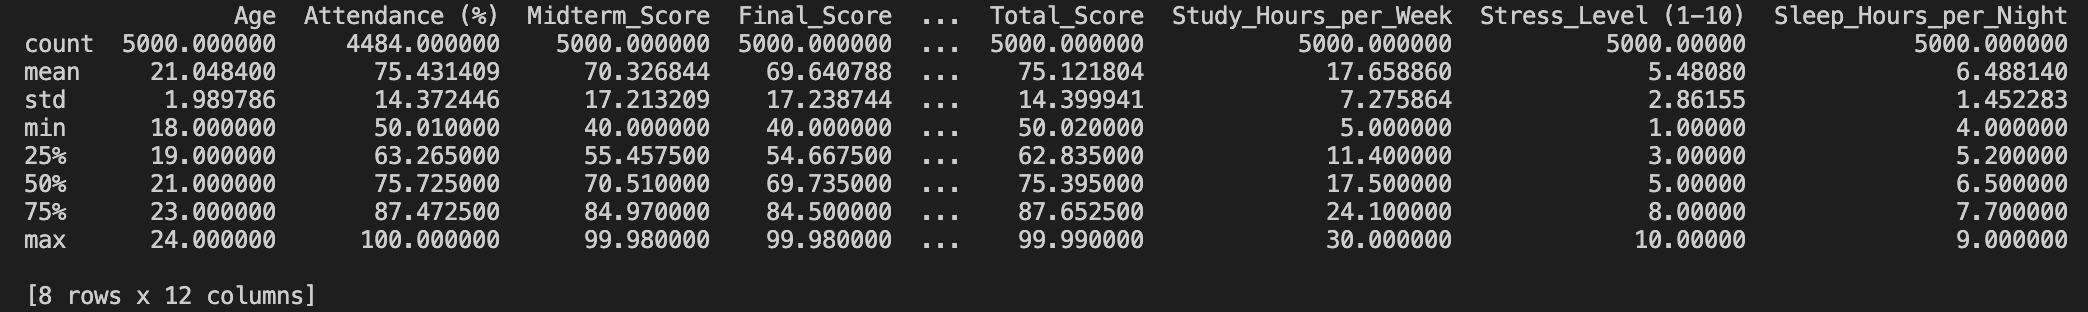 Age Attendance (%) Midterm_Score Final_Score ... Total_Score Study_Hours_per_Week Stress_Level (1-10) Sleep_Hours_per_Night
count 5000.000000 4484.000000 5000.000000 5000.000000 ... 5000.000000 5000.000000 5000.00000 5000.000000
mean 21.048400 75.431409 70.326844 69.640788 ... 75.121804 17.658860 5.48080 6.488140
std 1.989786 14.372446 17.213209 17.238744 ... 14.399941 7.275864 2.86155 1.452283
min 18.000000 50.010000 40.000000 40.000000 ... 50.020000 5.000000 1.00000 4.000000
25% 19.000000 63.265000 55.457500 54.667500 ... 62.835000 11.400000 3.00000 5.200000
50% 21.000000 75.725000 70.510000 69.735000 ... 75.395000 17.500000 5.00000 6.500000
75% 23.000000 87.472500 84.970000 84.500000 ... 87.652500 24.100000 8.00000 7.700000
max 24.000000 100.000000 99.980000 99.980000 ... 99.990000 30.000000 10.00000 9.000000
[8 rows x 12 columns]